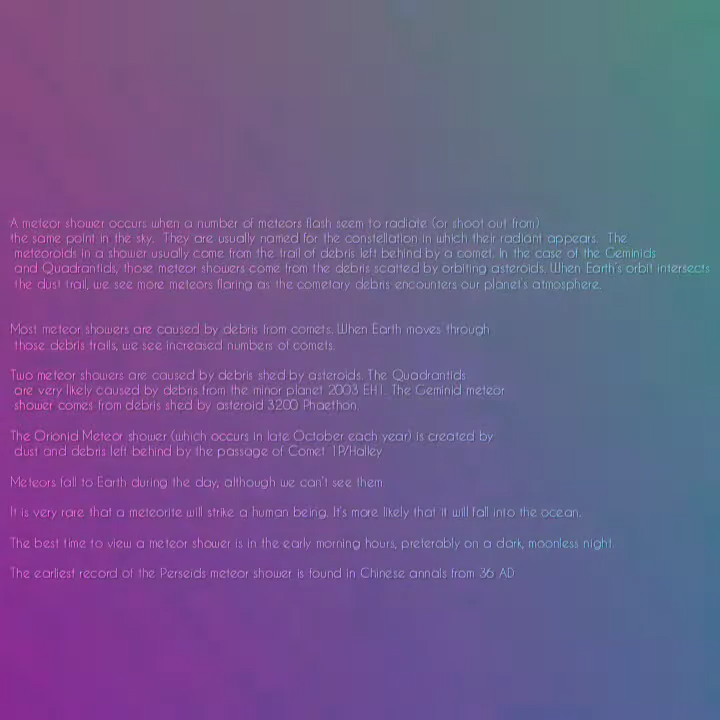 A meteor shower occurs when a number of meteors flash seem to radiate (or shoot out from)
the same point in the sky. They are usually named for the constellation in which their radiant appears. The
meteoroids in a shower usually come from the trail of debris left behind by a comet. In the case of the Geminids
and Quadrantids, those meteor showers come from the debris scatted by orbiting asteroids. When Earth's orbit intersects
the dust trail, we see more meteors flaring as the cometary debris encounters our planet's atmosphere.
Most meteor showers are caused by debris from comets. When Earth moves through
those debris trails, we see increased numbers of comets.
Two meteor showers are caused by debris shed by asteroids. The Quadrantids
are very likely caused by debris from the minor planet 2003 EH1. The Geminid meteor
shower comes from debris shed by asteroid 3200 Phaethon.
The Orionid Meteor shower (which occurs in late October each year) is created by
dust and debris left behind by the passage of Comet 1P/Halley
Meteors fall to Earth during the day, although we can't see them.
It is very rare that a meteorite will strike a human being. It's more likely that it will fall into the ocean.
The best time to view a meteor shower is in the early morning hours, preferably on a dark, moonless night.
The earliest record of the Perseids meteor shower is found in Chinese annals from 36 AD